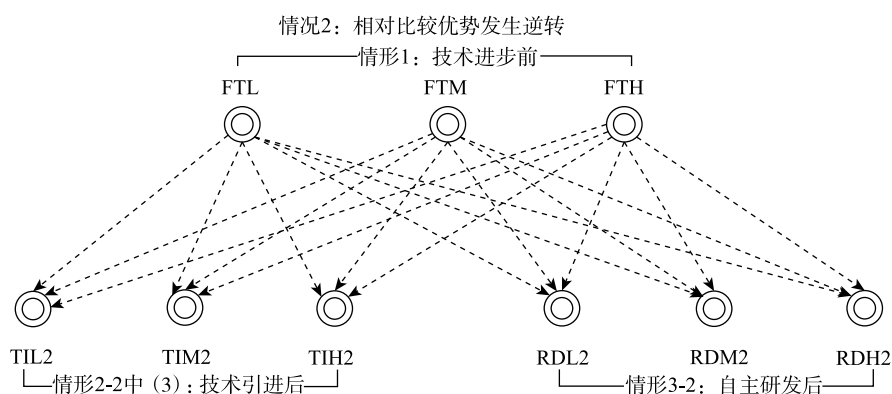 情况2：相对比较优势发生逆转
情形1：技术进步前
FTL FTM FTH
TIL2 TIM2 TIH2 RDL2 RDM2 RDH2
情形2-2中（3）：技术引进后 情形3-2：自主研发后